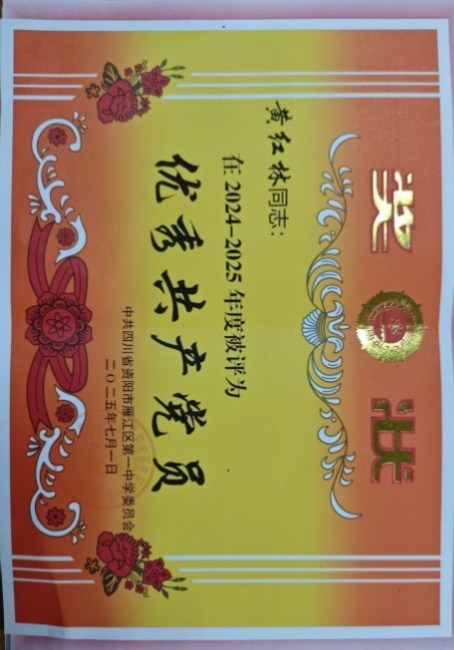 奖状
黄红林同志：
在2024-2025年度被评为
优秀共产党员
中共四川省资阳市雁江区第一中学委员会
二〇二五年七月一日